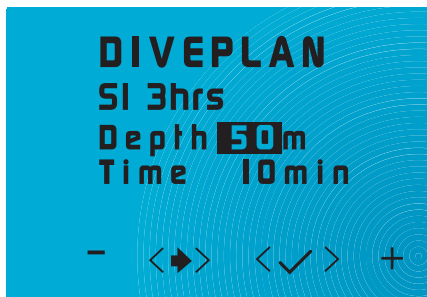 DIVEPLAN
SI 3hrs
Depth 50m
Time 10min
- < > < > +